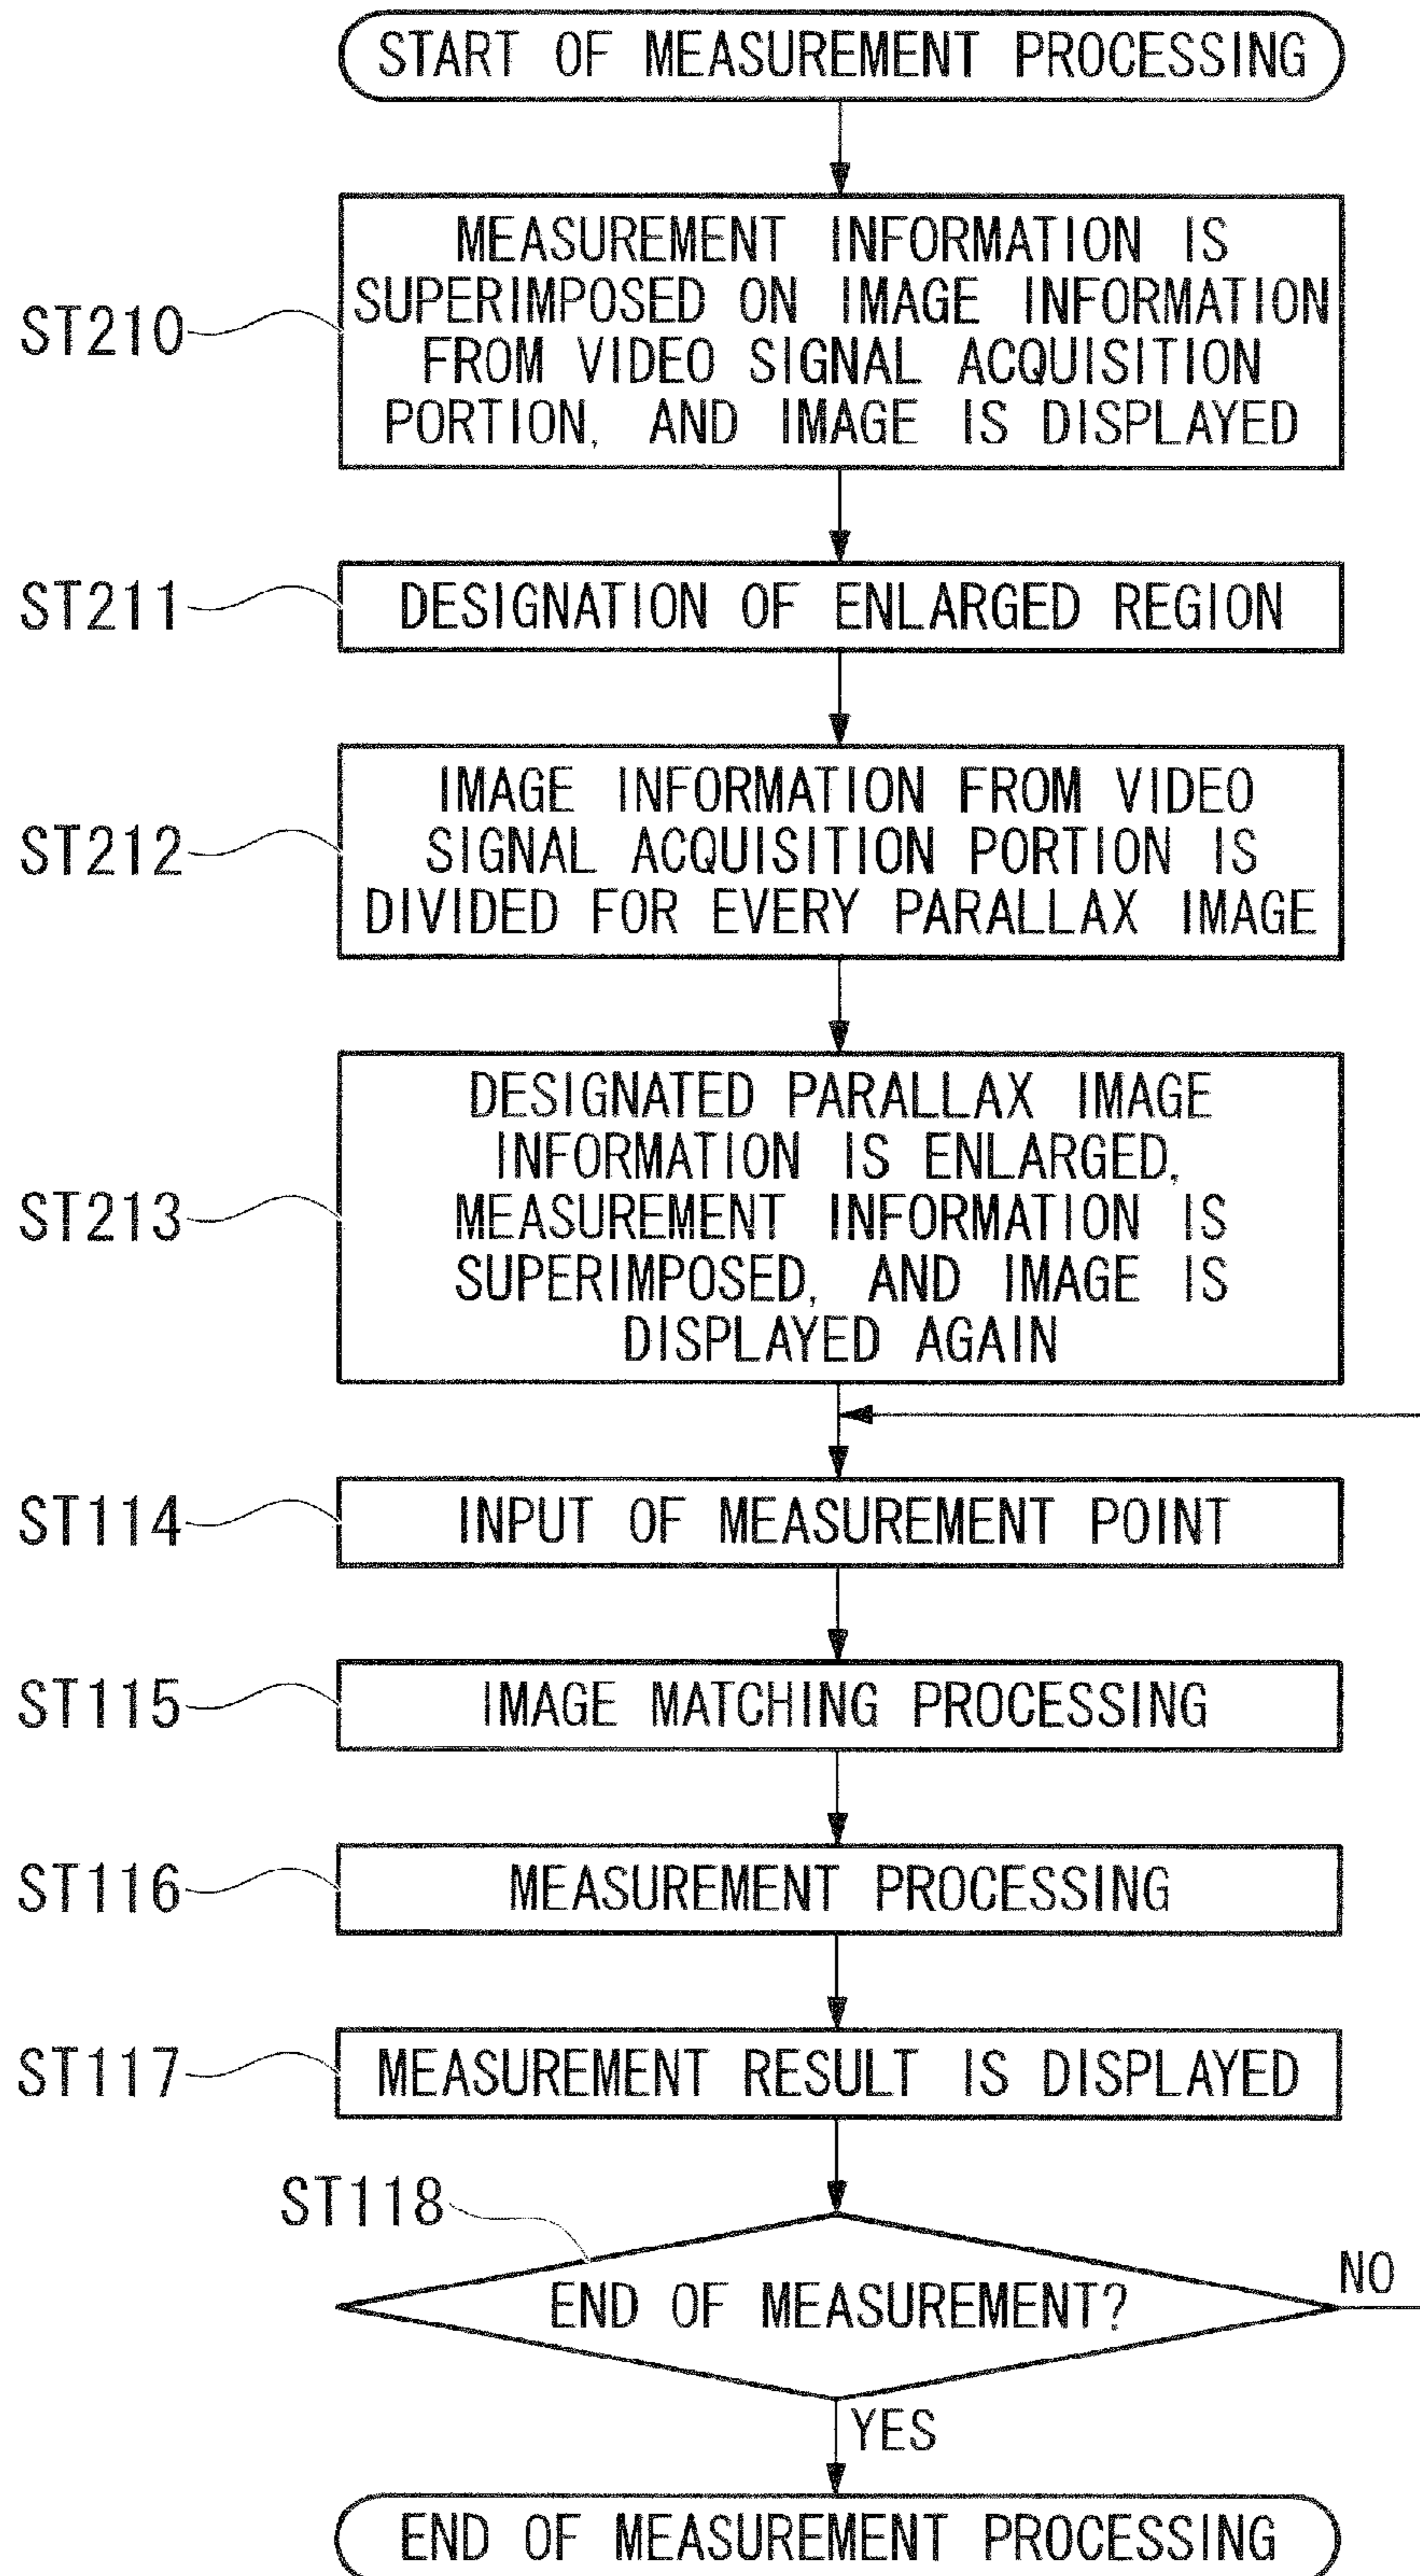 START OF MEASUREMENT PROCESSING
ST210
MEASUREMENT INFORMATION IS
SUPERIMPOSED ON IMAGE INFORMATION
FROM VIDEO SIGNAL ACQUISITION
PORTION, AND IMAGE IS DISPLAYED
ST211
DESIGNATION OF ENLARGED REGION
ST212
IMAGE INFORMATION FROM VIDEO
SIGNAL ACQUISITION PORTION IS
DIVIDED FOR EVERY PARALLAX IMAGE
ST213
DESIGNATED PARALLAX IMAGE
INFORMATION IS ENLARGED,
MEASUREMENT INFORMATION IS
SUPERIMPOSED, AND IMAGE IS
DISPLAYED AGAIN
ST114
INPUT OF MEASUREMENT POINT
ST115
IMAGE MATCHING PROCESSING
ST116
MEASUREMENT PROCESSING
ST117
MEASUREMENT RESULT IS DISPLAYED
ST118
END OF MEASUREMENT?
NO
YES
END OF MEASUREMENT PROCESSING